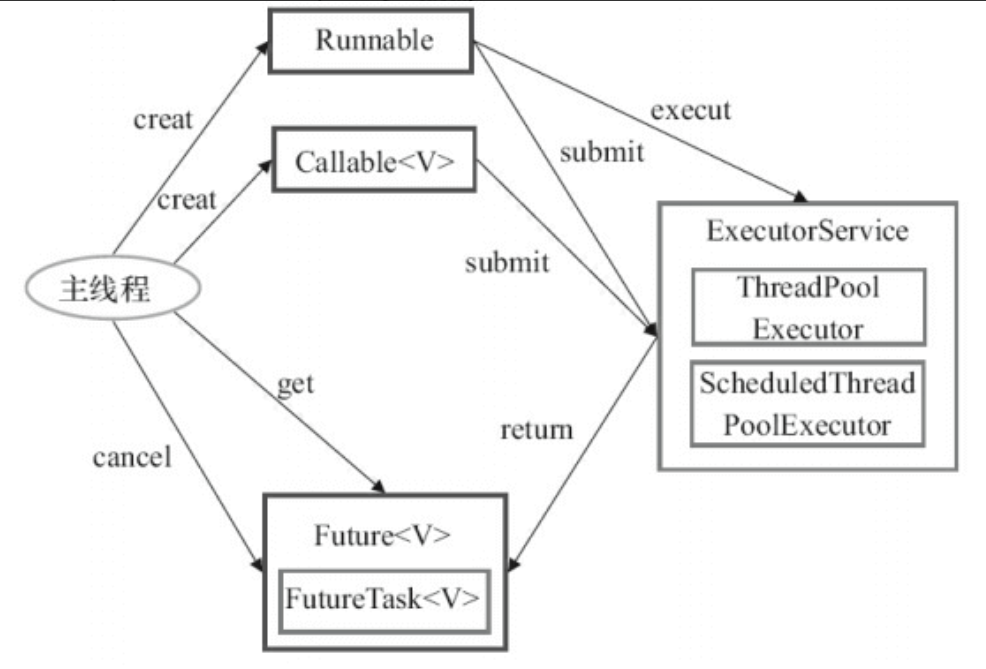 Runnable
execut
creat
submit
Callable<V>
creat
submit
ExecutorService
主线程
ThreadPool
Executor
get
ScheduledThread
PoolExecutor
return
cancel
Future<V>
FutureTask<V>